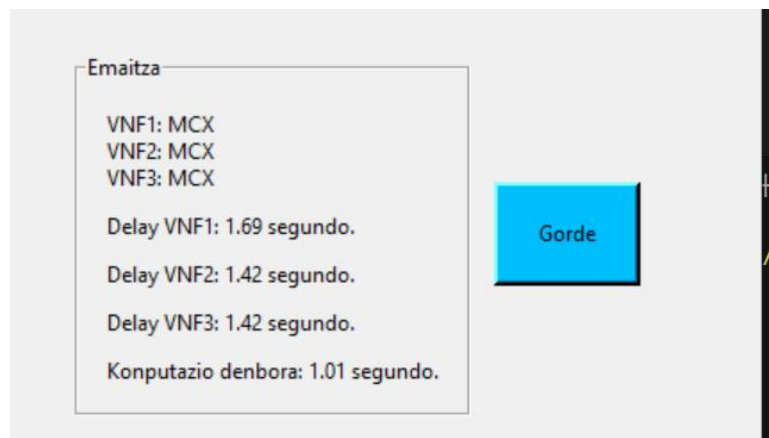 Emaitza
VNF1: MCX
VNF2: MCX
VNF3: MCX
Delay VNF1: 1.69 segundo.
Delay VNF2: 1.42 segundo.
Delay VNF3: 1.42 segundo.
Konputazio denbora: 1.01 segundo.
Gorde